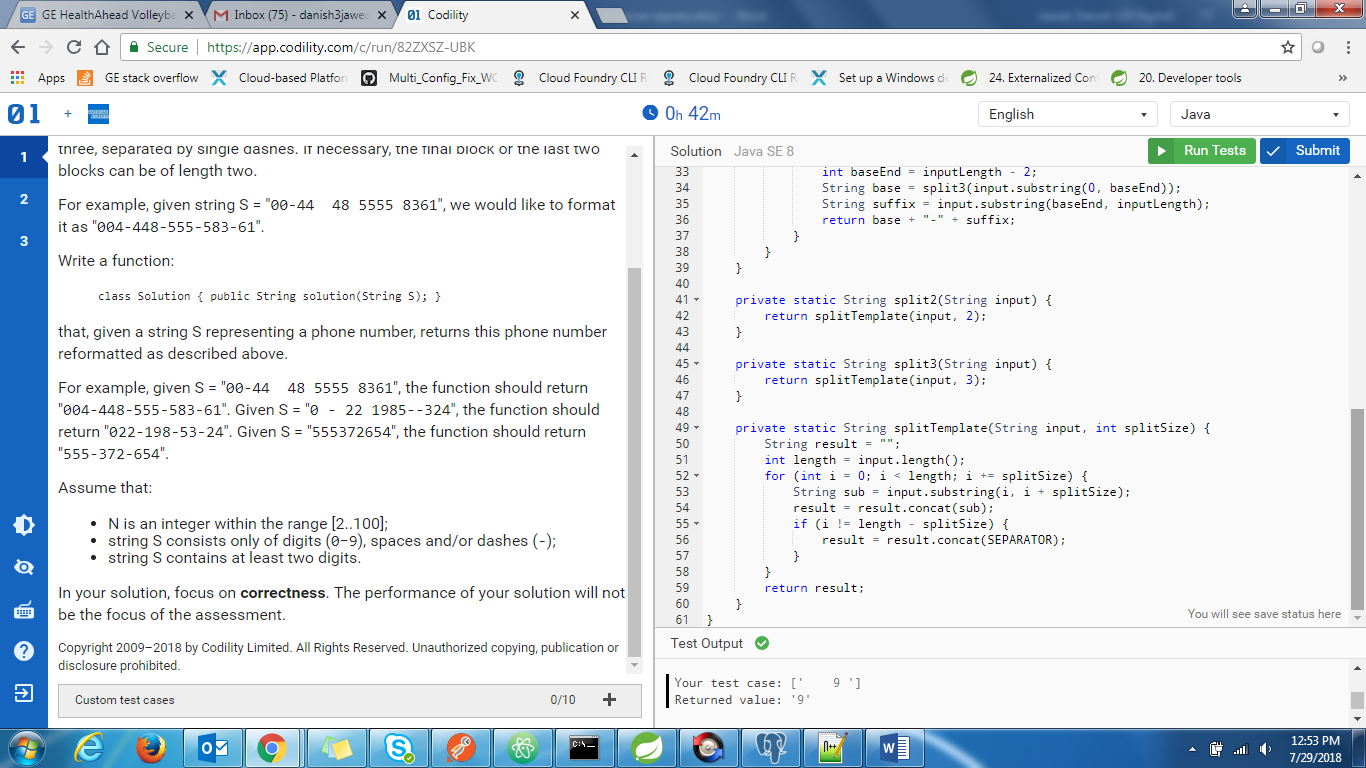 GE HealthAhead Volleyba
Inbox (75) - danish3jawed
Codility
Secure
https://app.codility.com/c/run/82ZXSZ-UBK
Apps
GE stack overflow
Cloud-based Platfor
Multi_Config_Fix_WC
Cloud Foundry CLI R
Cloud Foundry CLI R
Set up a Windows d
24. Externalized Con
20. Developer tools
»
01
+
0h 42m
English
Java
1
2
3
three, separated by single dashes. If necessary, the final block or the last two
blocks can be of length two.
For example, given string S = "00-44  48 5555 8361", we would like to format
it as "004-448-555-583-61".
Write a function:
class Solution { public String solution(String S); }
that, given a string S representing a phone number, returns this phone number
reformatted as described above.
For example, given S = "00-44  48 5555 8361", the function should return
"004-448-555-583-61". Given S = "0 - 22 1985--324", the function should
return "022-198-53-24". Given S = "555372654", the function should return
"555-372-654".
Assume that:
• N is an integer within the range [2..100];
• string S consists only of digits (0-9), spaces and/or dashes (-);
• string S contains at least two digits.
In your solution, focus on correctness. The performance of your solution will not
be the focus of the assessment.
Copyright 2009–2018 by Codility Limited. All Rights Reserved. Unauthorized copying, publication or
disclosure prohibited.
Custom test cases
0/10
+
Solution Java SE 8
Run Tests
Submit
33 int baseEnd = inputLength - 2;
34 String base = split3(input.substring(0, baseEnd));
35 String suffix = input.substring(baseEnd, inputLength);
36 return base + "-" + suffix;
37 }
38 }
39 }
40
41 private static String split2(String input) {
42 return splitTemplate(input, 2);
43 }
44
45 private static String split3(String input) {
46 return splitTemplate(input, 3);
47 }
48
49 private static String splitTemplate(String input, int splitSize) {
50 String result = "";
51 int length = input.length();
52 for (int i = 0; i < length; i += splitSize) {
53 String sub = input.substring(i, i + splitSize);
54 result = result.concat(sub);
55 if (i != length - splitSize) {
56 result = result.concat(SEPARATOR);
57 }
58 }
59 return result;
60 }
61 }
You will see save status here
Test Output
Your test case: ['    9 ']
Returned value: '9'
12:53 PM
7/29/2018